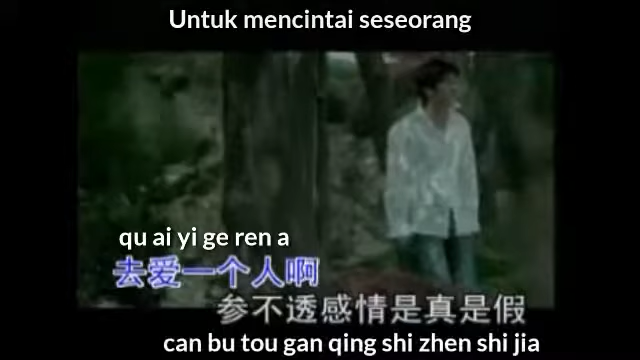 Untuk mencintai seseorang
qu ai yi ge ren a
去爱一个人啊
参不透感情是真是假
can bu tou gan qing shi zhen shi jia